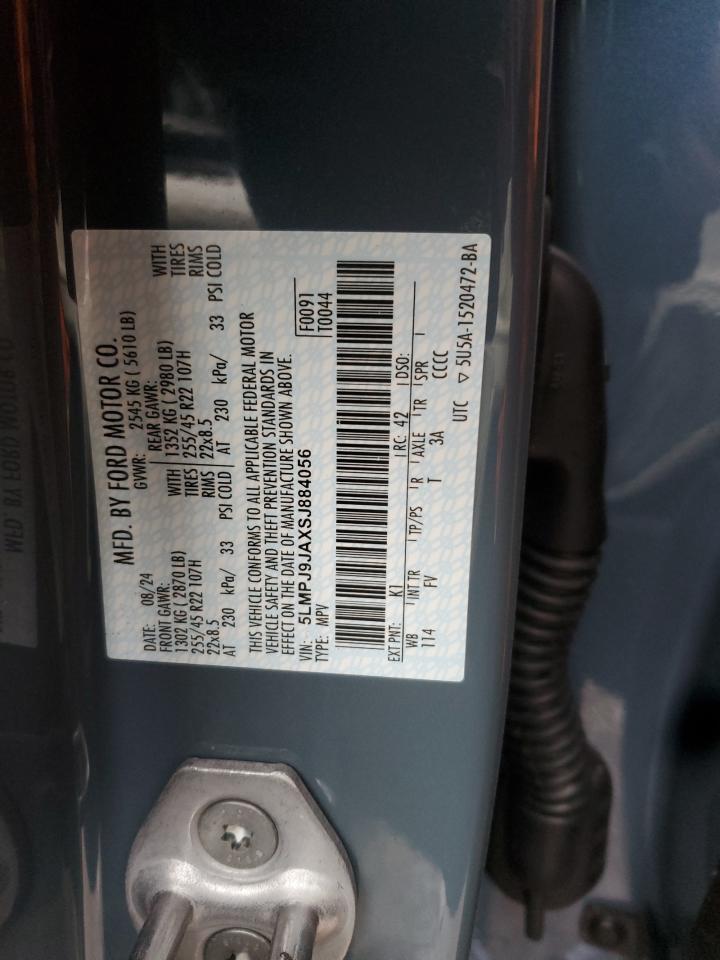 MFD. BY FORD MOTOR CO.
DATE: 08/24 GVWR: 2545 KG ( 5610 LB)
FRONT GAWR: REAR GAWR:
1302 KG ( 2870 LB) WITH 1352 KG ( 2980 LB) WITH
255/45 R22 107H TIRES 255/45 R22 107H TIRES
22x8.5 RIMS 22x8.5 RIMS
AT 230 kPa/ 33 PSI COLD AT 230 kPa/ 33 PSI COLD
THIS VEHICLE CONFORMS TO ALL APPLICABLE FEDERAL MOTOR
VEHICLE SAFETY AND THEFT PREVENTION STANDARDS IN
EFFECT ON THE DATE OF MANUFACTURE SHOWN ABOVE.
VIN: 5LMPJ9JAXSJ884056 F0091
TYPE: MPV T0044
EXT PNT: K1 RC: 42 DSO:
WB INT TR TP/PS R AXLE TR SPR
114 FV T 3A CCCC
UTC ▽ 5U5A-1520472-BA